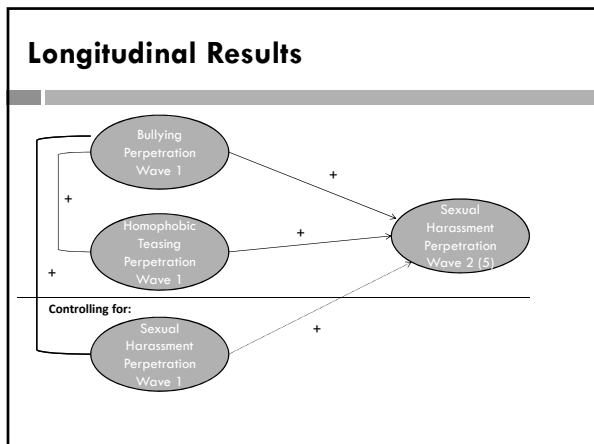 Longitudinal Results
Bullying
Perpetration
Wave 1
+
+
Homophobic
Teasing
Perpetration
Wave 1
+
Sexual
Harassment
Perpetration
Wave 2 (5)
+
Controlling for:
Sexual
Harassment
Perpetration
Wave 1
+